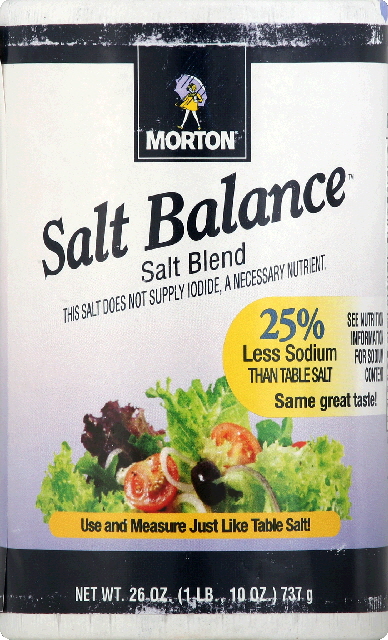 MORTON
Salt Balance™
Salt Blend
THIS SALT DOES NOT SUPPLY IODIDE, A NECESSARY NUTRIENT.
25%
Less Sodium
THAN TABLE SALT
SEE NUTRITION
INFORMATION
FOR SODIUM
CONTENT
Same great taste!
Use and Measure Just Like Table Salt!
NET WT. 26 OZ. (1 LB., 10 OZ.) 737 g